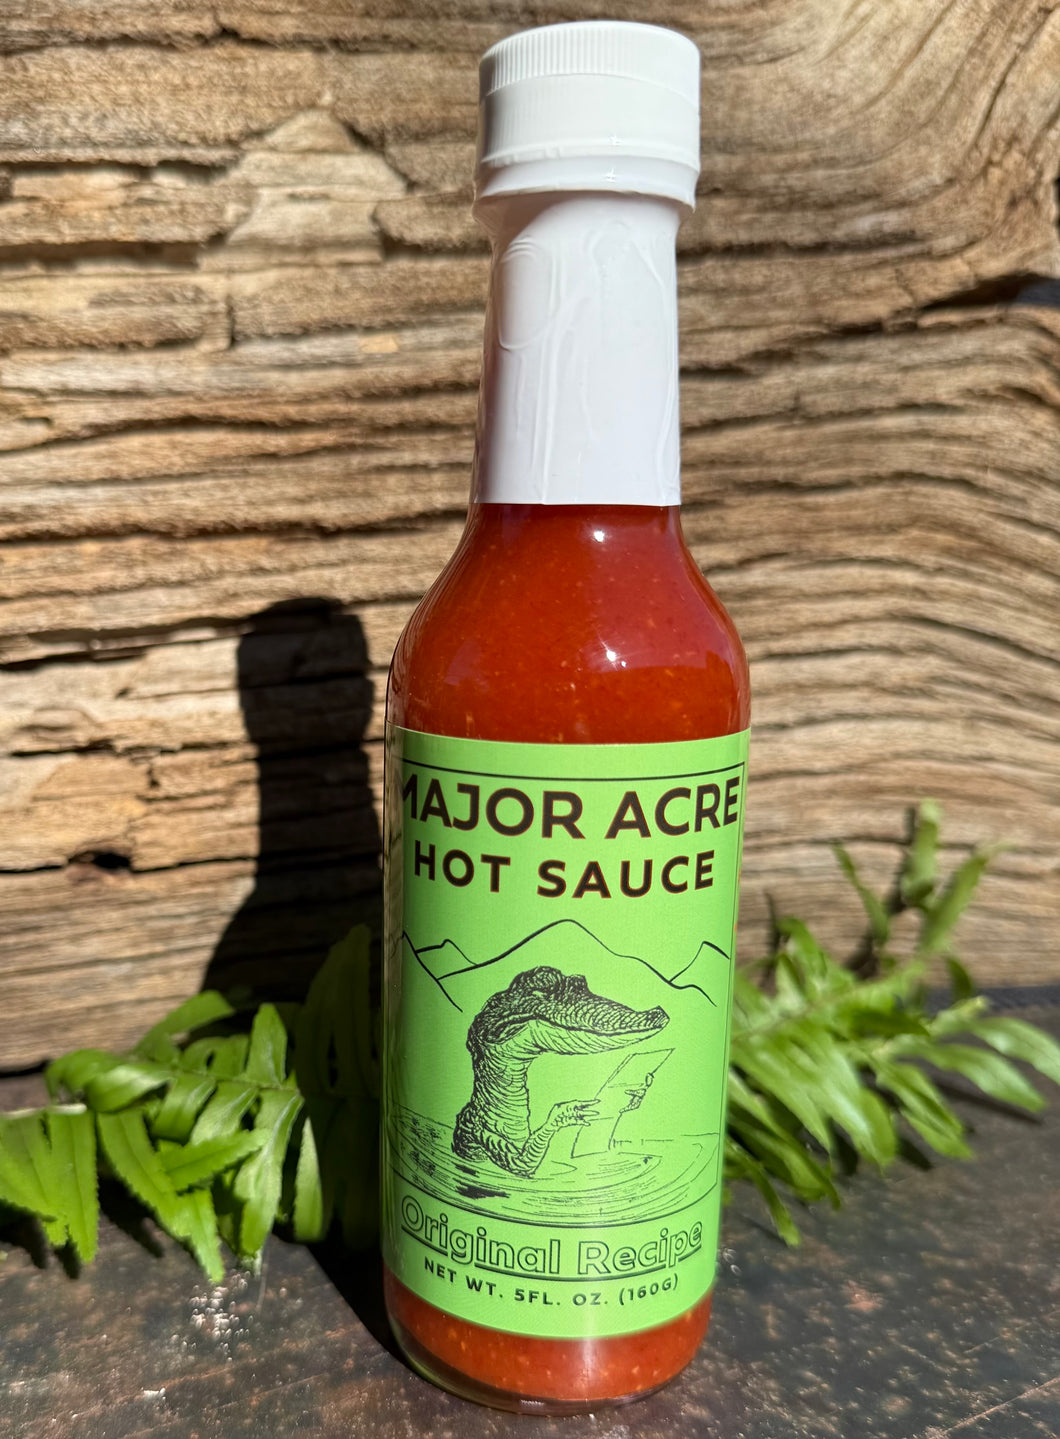 MAJOR ACRE
HOT SAUCE
Original Recipe
NET WT. 5FL. OZ. (160G)